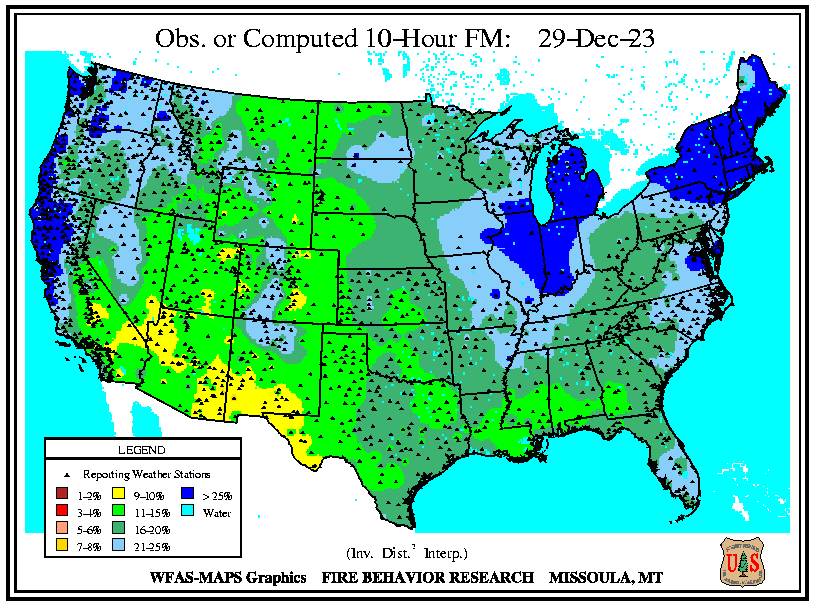 Obs. or Computed 10-Hour FM: 29-Dec-23
LEGEND
Reporting Weather Stations
1-2% 9-10% > 25%
3-4% 11-15% Water
5-6% 16-20%
7-8% 21-25%
(Inv. Dist.² Interp.)
WFAS-MAPS Graphics FIRE BEHAVIOR RESEARCH MISSOULA, MT
U S